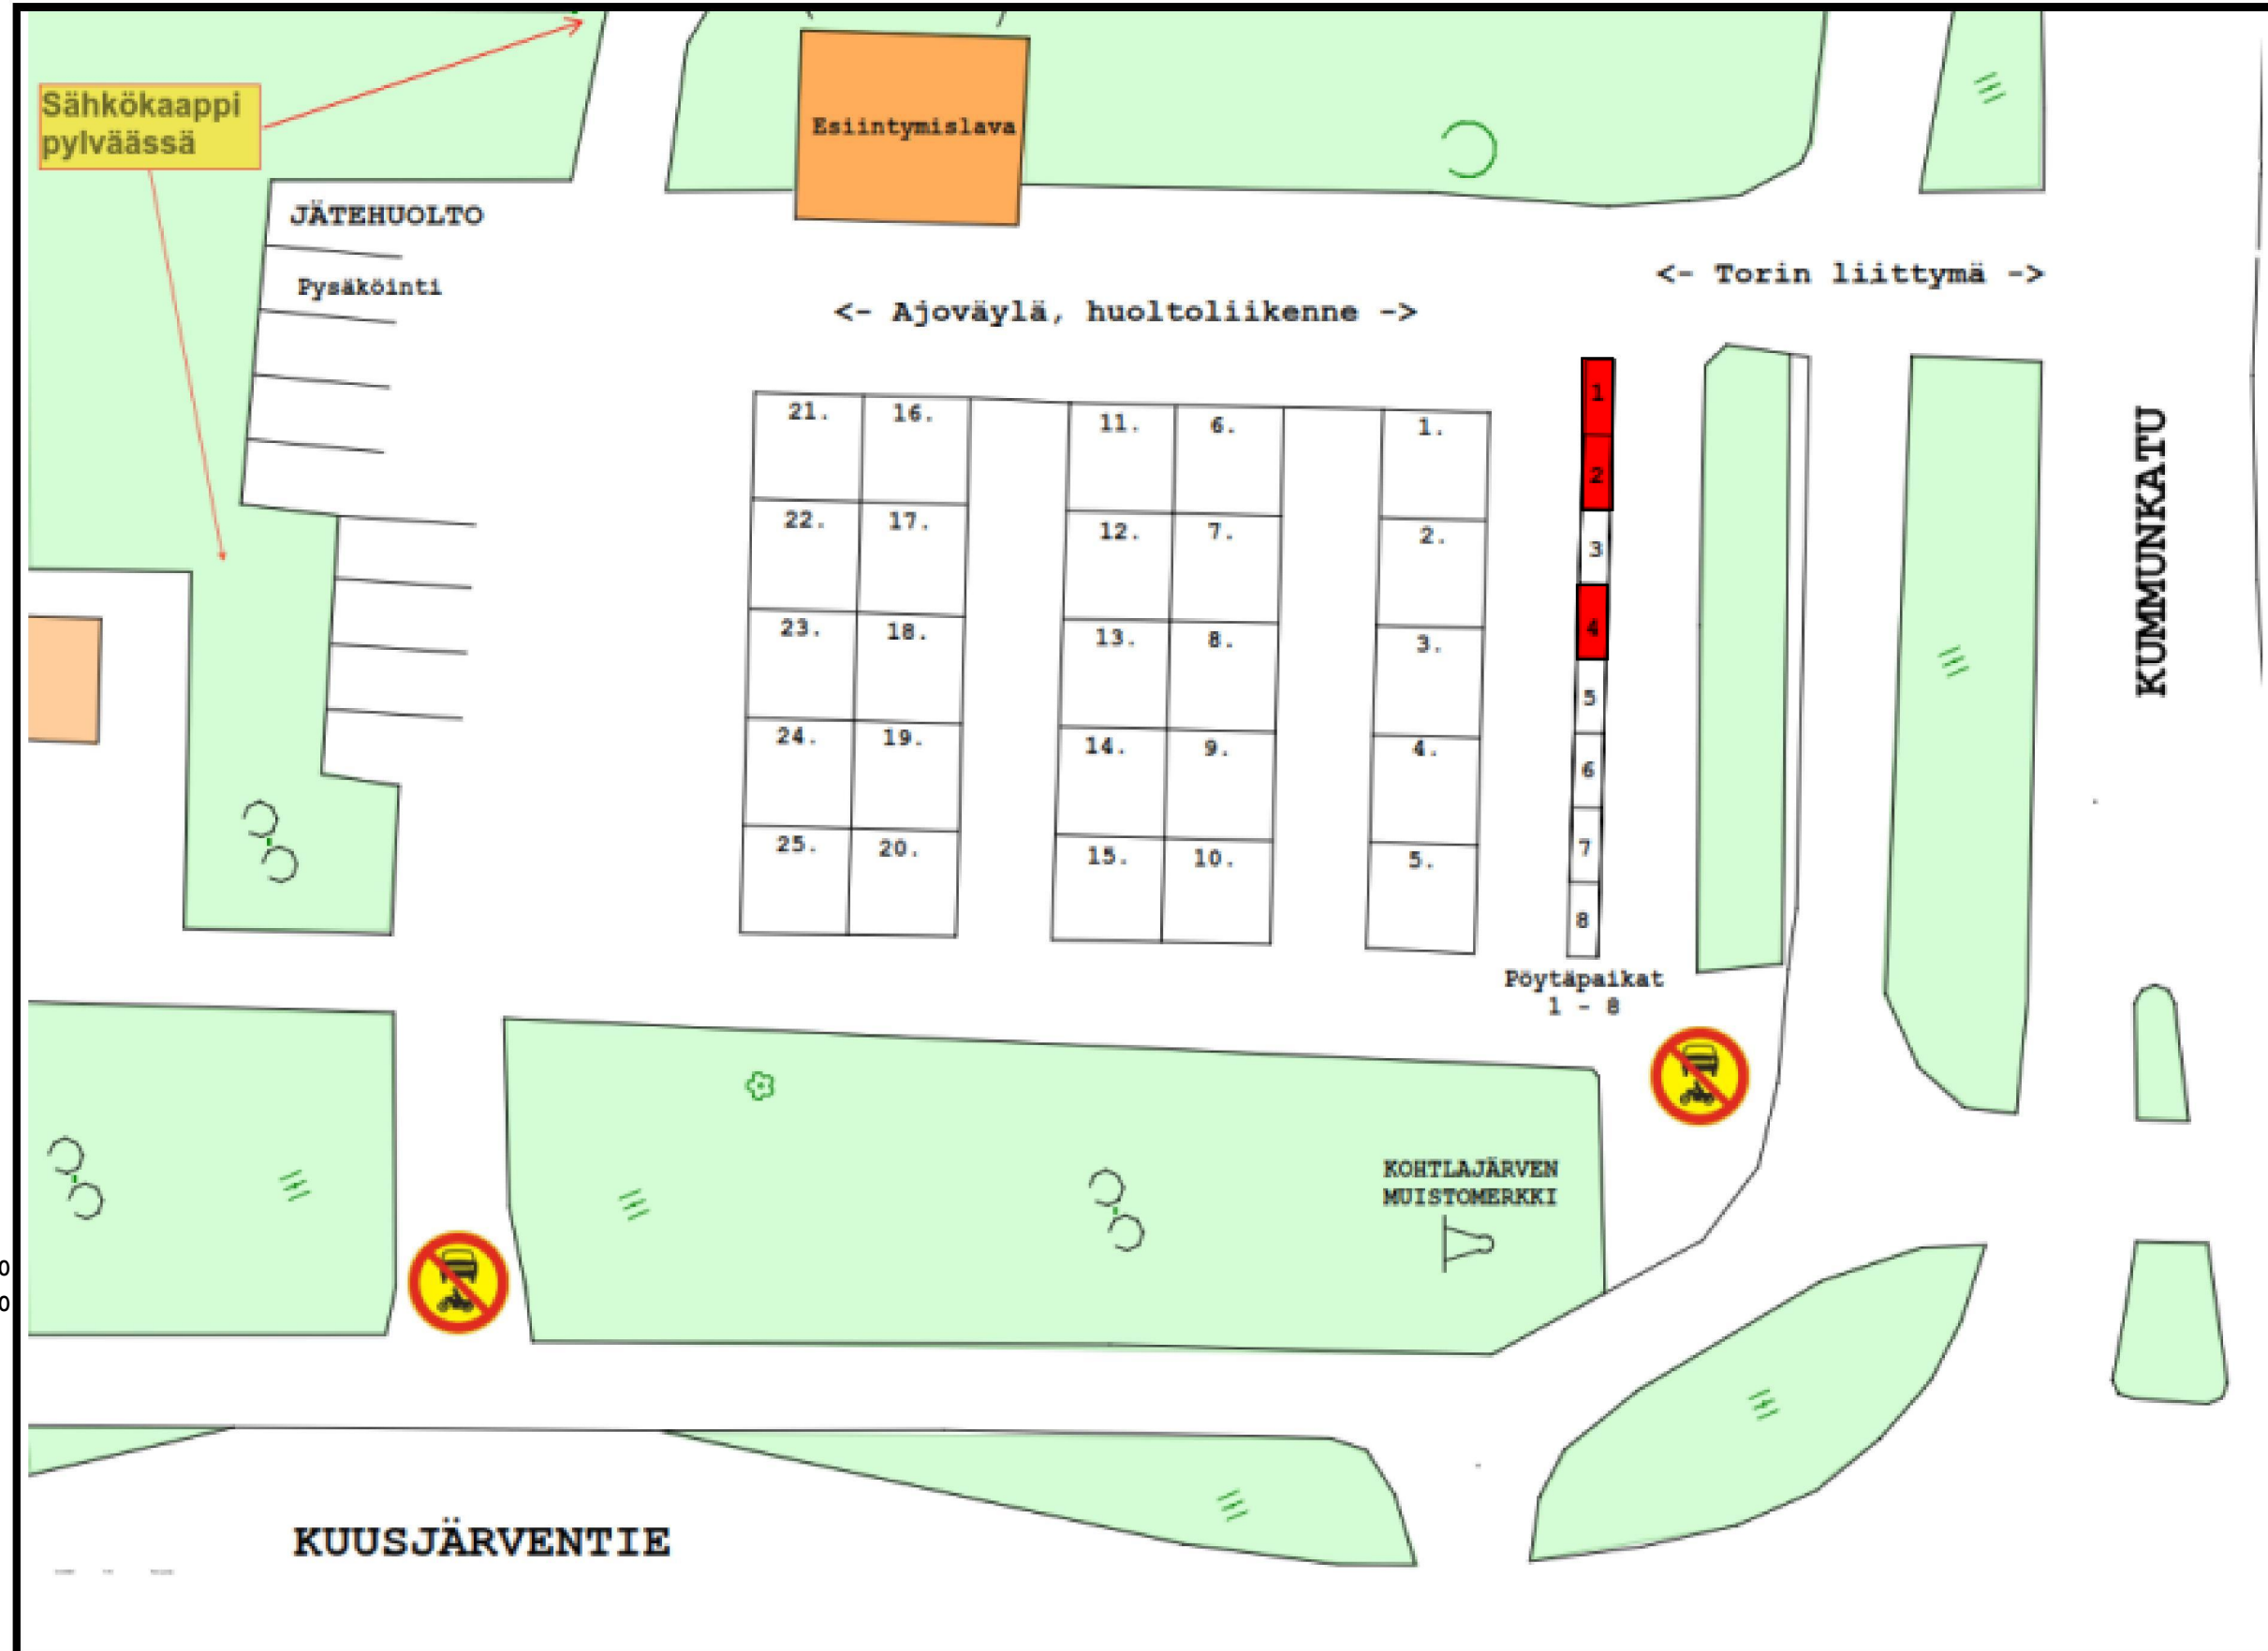 Sähkökaappi
pylväässä
Esiintymislava
JÄTEHUOLTO
Pysäköinti
<- Torin liittymä ->
<- Ajoväylä, huoltoliikenne ->
21. 16. 11. 6. 1.
22. 17. 12. 7. 2.
23. 18. 13. 8. 3.
24. 19. 14. 9. 4.
25. 20. 15. 10. 5.
1
2
3
4
5
6
7
8
Pöytäpaikat
1 - 8
KUMMUNKATU
KOHTLAJÄRVEN
MUISTOMERKKI
0
0
KUUSJÄRVENTIE